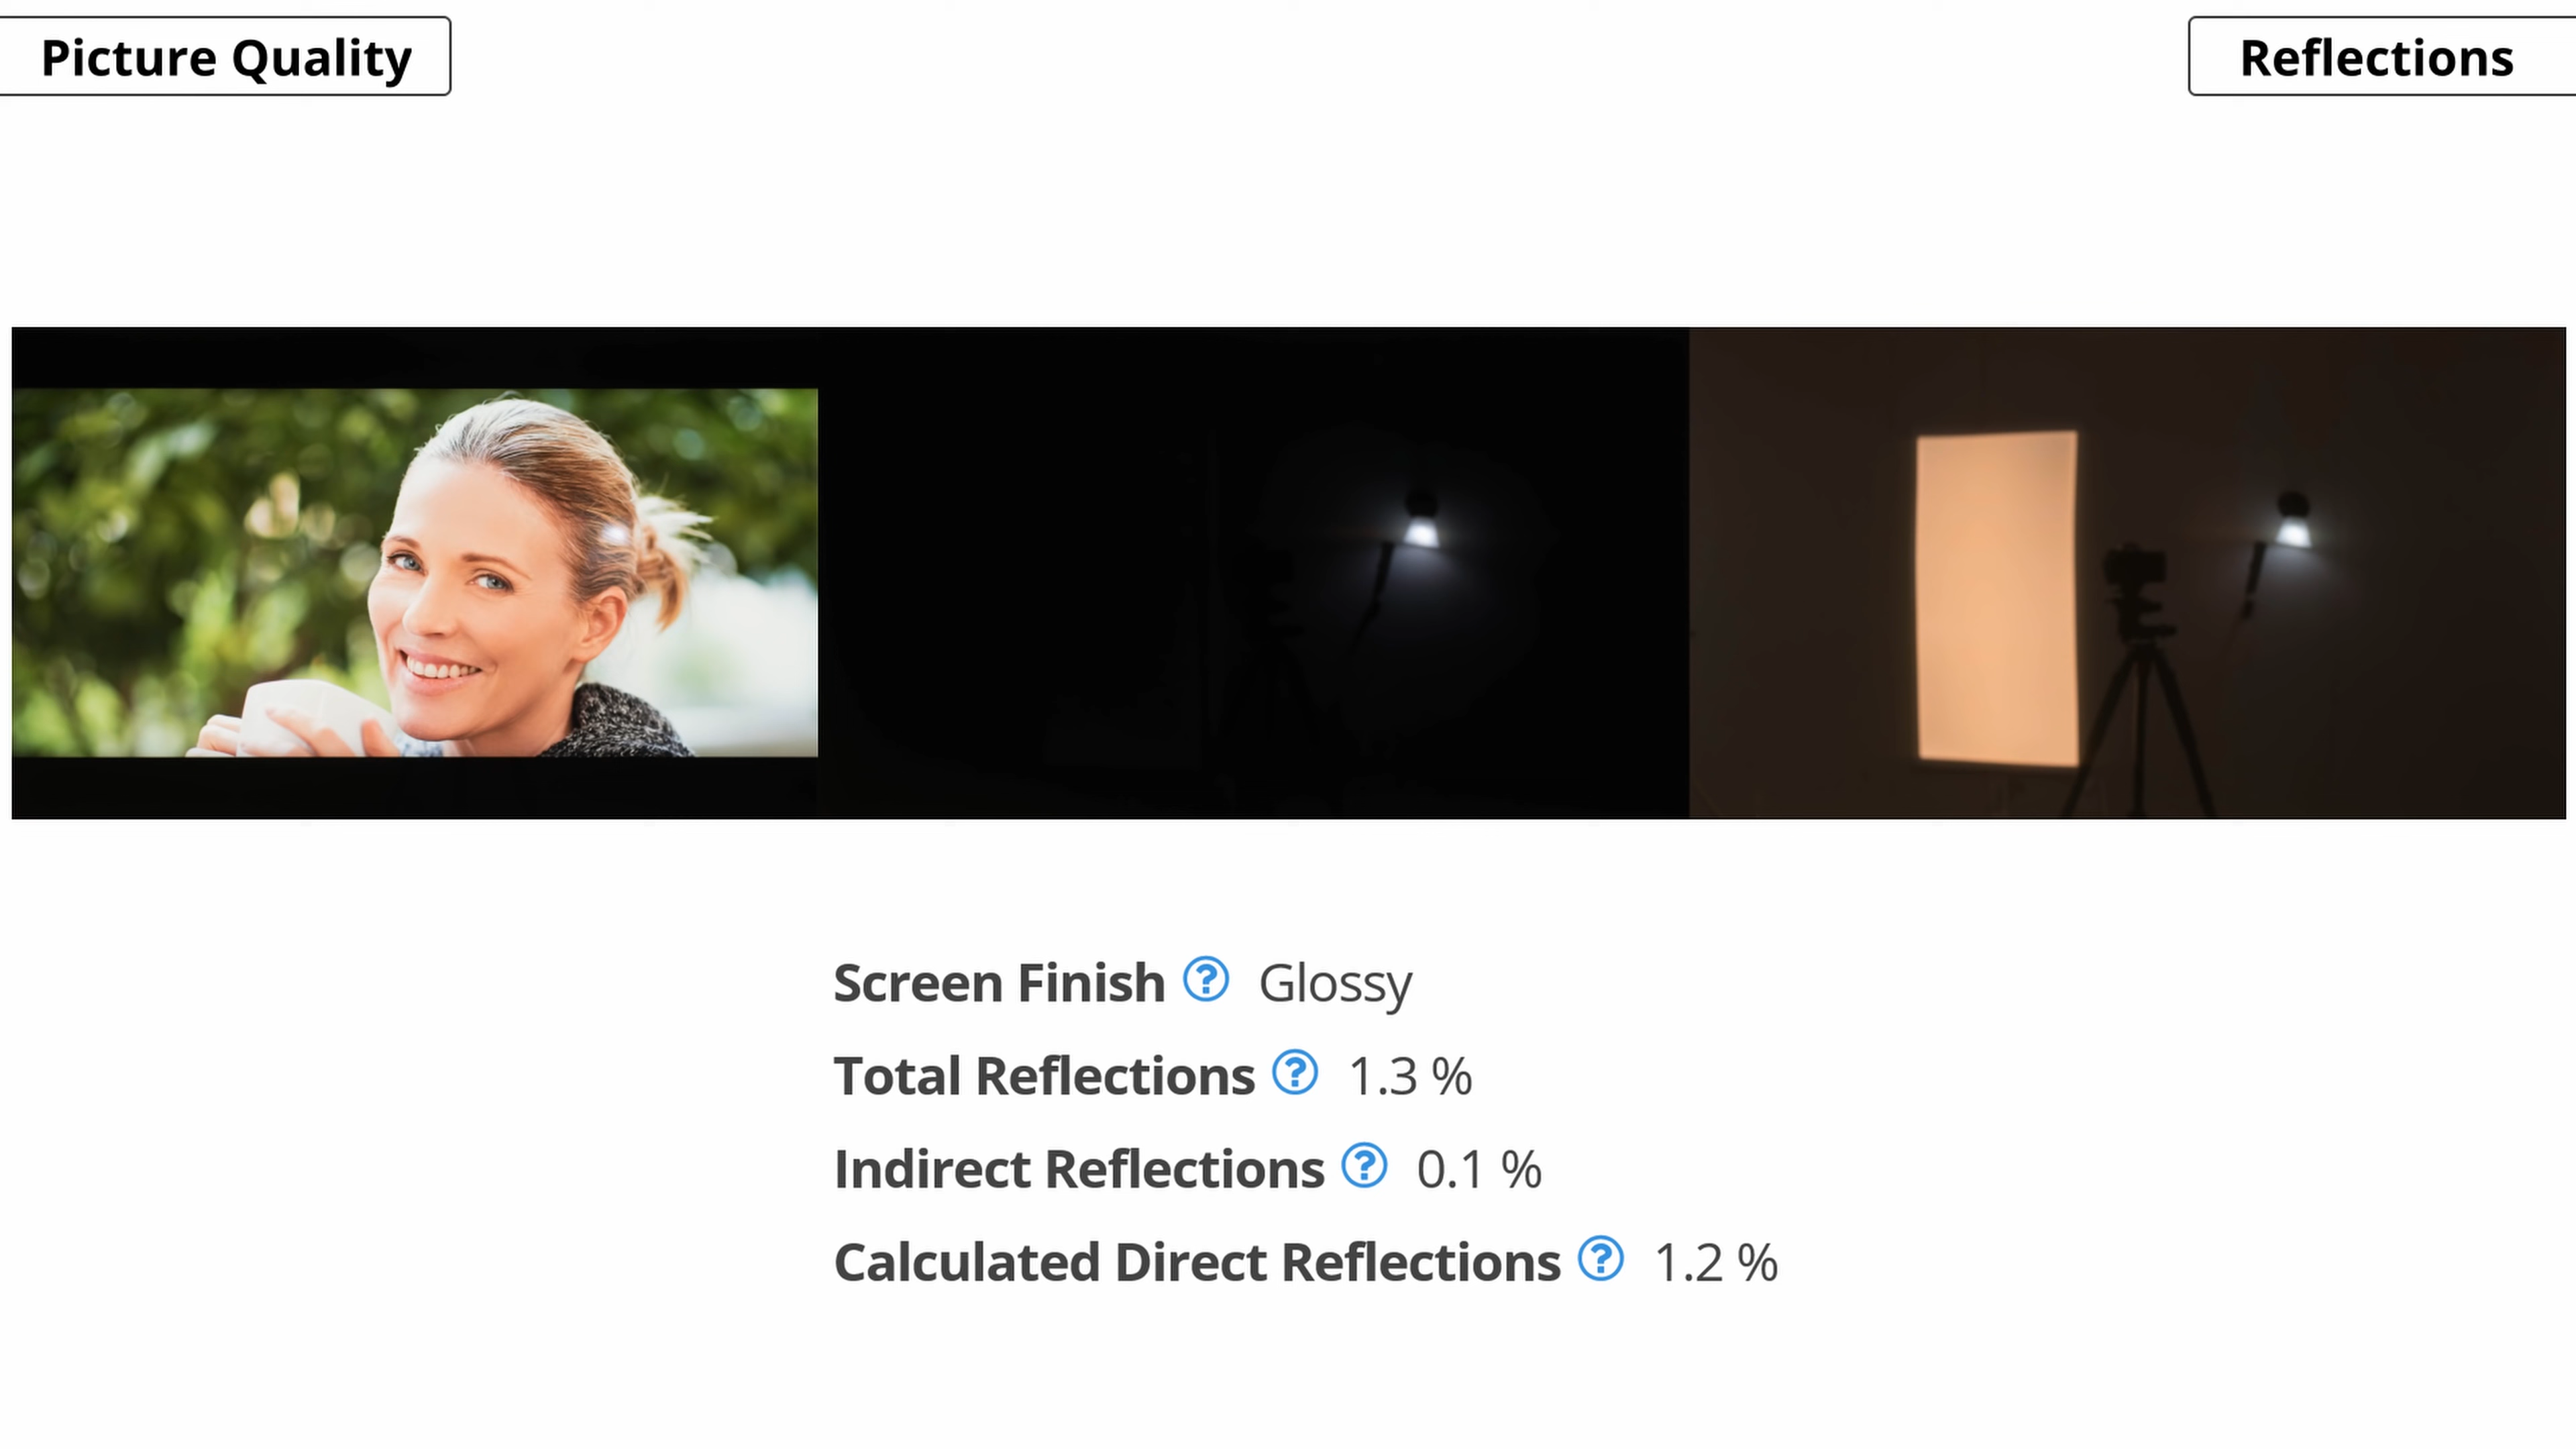 Picture Quality
Reflections
Screen Finish ? Glossy
Total Reflections ? 1.3 %
Indirect Reflections ? 0.1 %
Calculated Direct Reflections ? 1.2 %